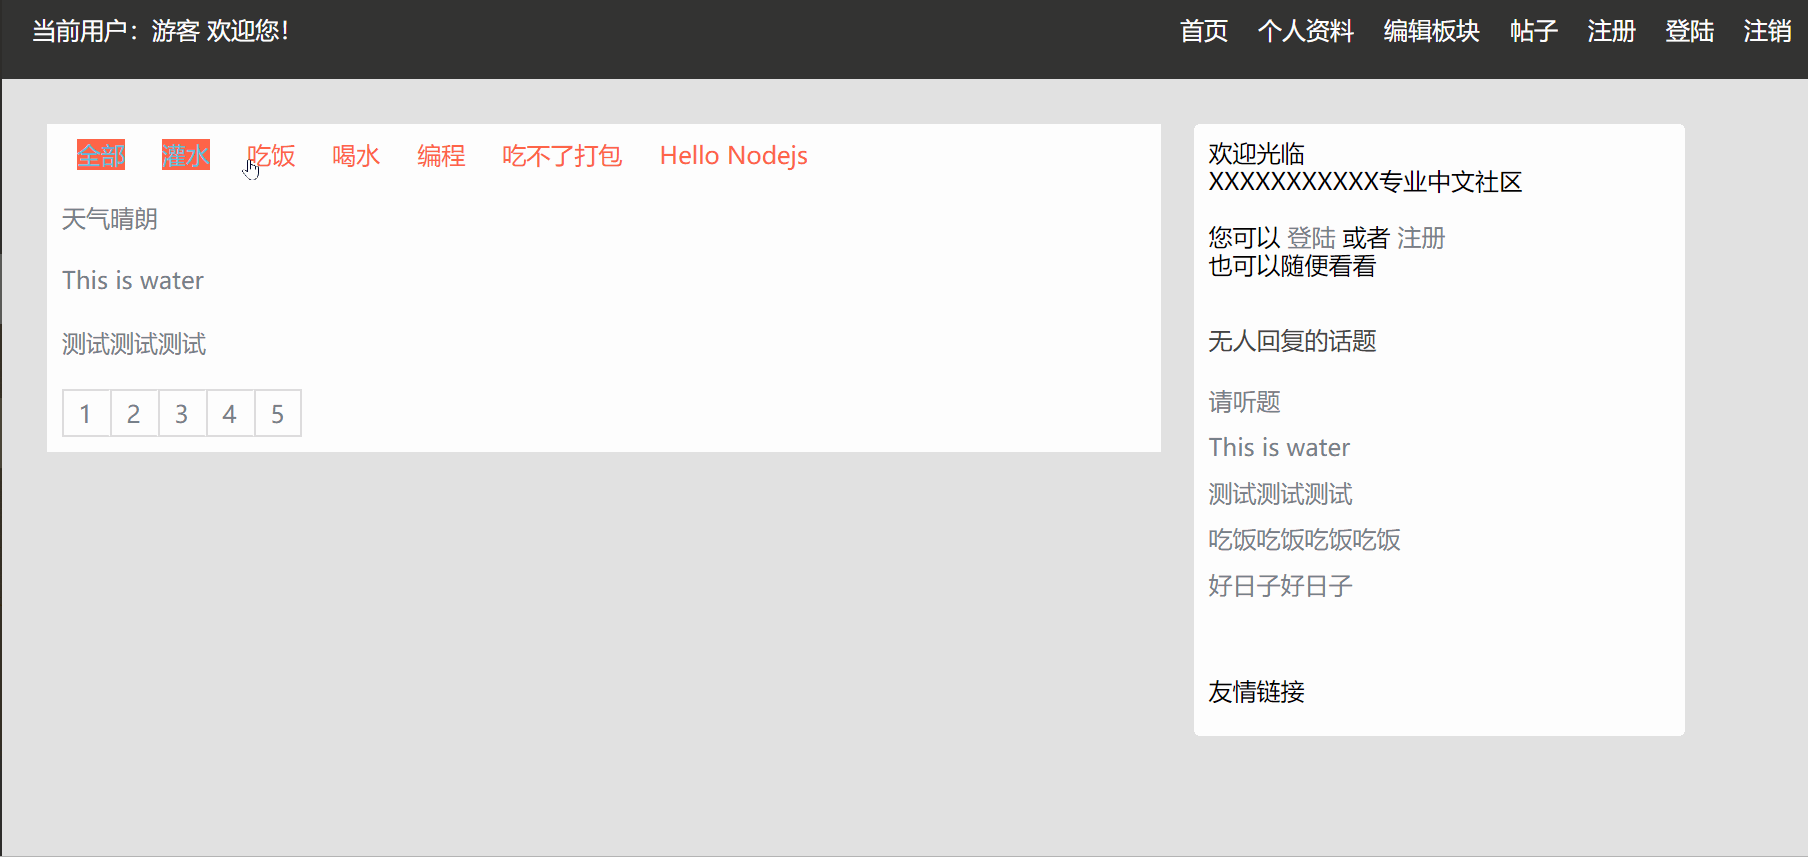 当前用户：游客 欢迎您！
首页 个人资料 编辑板块 帖子 注册 登陆 注销
全部 灌水 吃饭 喝水 编程 吃不了打包 Hello Nodejs
天气晴朗
This is water
测试测试测试
1 2 3 4 5
欢迎光临
XXXXXXXXXXX专业中文社区
您可以 登陆 或者 注册
也可以随便看看
无人回复的话题
请听题
This is water
测试测试测试
吃饭吃饭吃饭吃饭
好日子好日子
友情链接